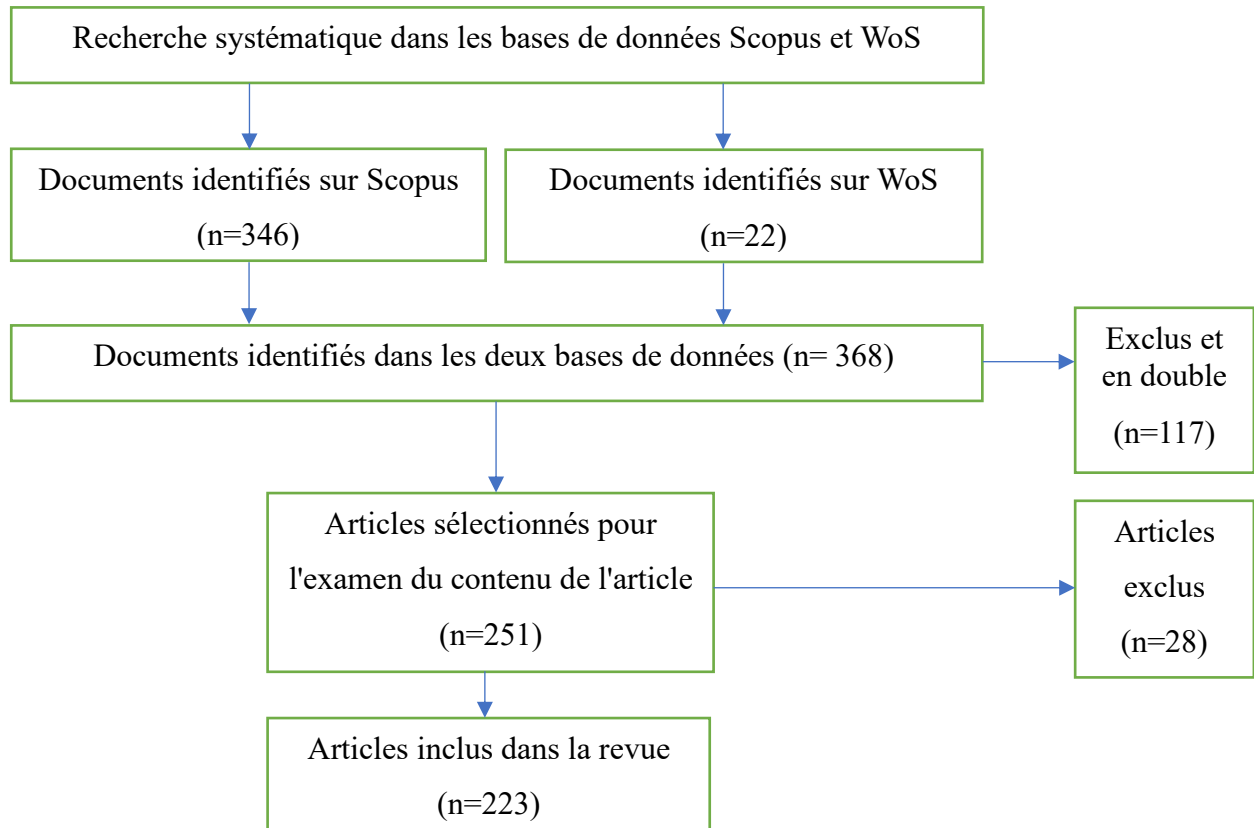 Recherche systématique dans les bases de données Scopus et WoS
Documents identifiés sur Scopus
(n=346)
Documents identifiés sur WoS
(n=22)
Documents identifiés dans les deux bases de données (n= 368)
Exclus et
en double
(n=117)
Articles sélectionnés pour
l'examen du contenu de l'article
(n=251)
Articles
exclus
(n=28)
Articles inclus dans la revue
(n=223)